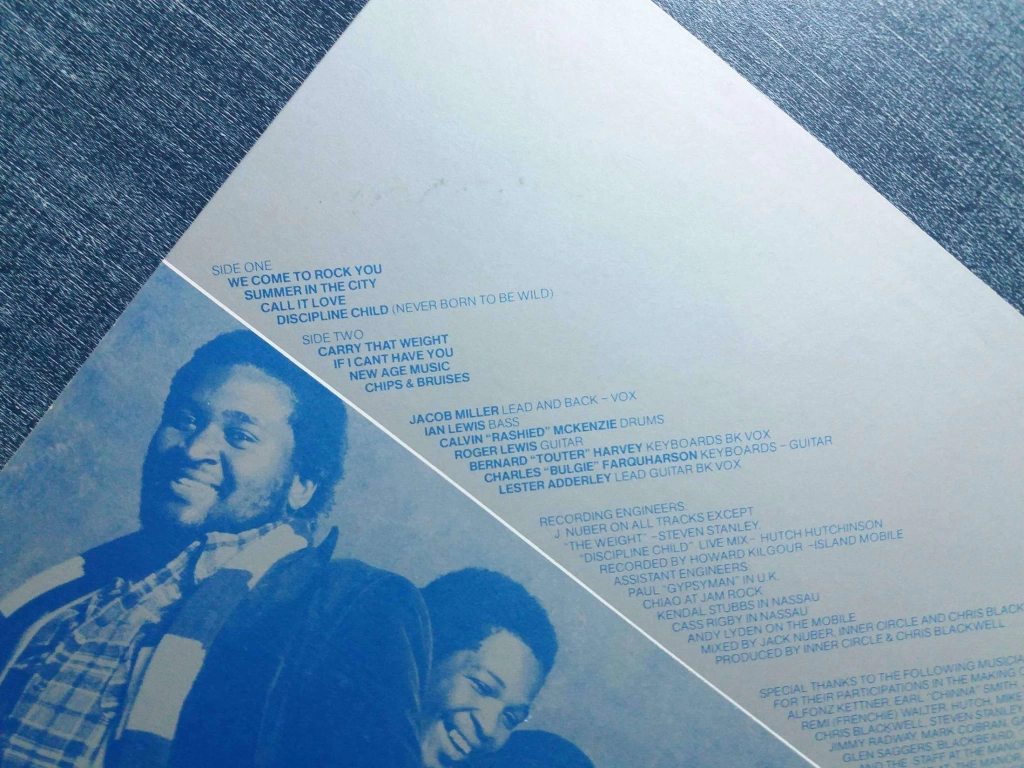 SIDE ONE
WE COME TO ROCK YOU
SUMMER IN THE CITY
CALL IT LOVE
DISCIPLINE CHILD (NEVER BORN TO BE WILD)
SIDE TWO
CARRY THAT WEIGHT
IF I CANT HAVE YOU
NEW AGE MUSIC
CHIPS & BRUISES
JACOB MILLER LEAD AND BACK – VOX
IAN LEWIS BASS
CALVIN "RASHIED" MCKENZIE DRUMS
ROGER LEWIS GUITAR
BERNARD "TOUTER" HARVEY KEYBOARDS BK VOX
CHARLES "BULGIE" FARQUHARSON KEYBOARDS – GUITAR
LESTER ADDERLEY LEAD GUITAR BK VOX
RECORDING ENGINEERS:
J NUBER ON ALL TRACKS EXCEPT
"THE WEIGHT" – STEVEN STANLEY,
"DISCIPLINE CHILD" LIVE MIX – HUTCH HUTCHINSON
RECORDED BY HOWARD KILGOUR – ISLAND MOBILE
ASSISTANT ENGINEERS
PAUL "GYPSYMAN" IN U.K.
CHIAO AT JAM ROCK
KENDAL STUBBS IN NASSAU
CASS RIGBY IN NASSAU
ANDY LYDEN ON THE MOBILE
MIXED BY JACK NUBER, INNER CIRCLE AND CHRIS BLACK
PRODUCED BY INNER CIRCLE & CHRIS BLACKWELL
SPECIAL THANKS TO THE FOLLOWING MUSICIA
FOR THEIR PARTICIPATIONS IN THE MAKING
ALFONZ KETTNER, EARL "CHINNA" SMITH,
REMI (FRENCHIE) WALTER, HUTCH, MIKE
CHRIS BLACKWELL, STEVEN STANLEY
JIMMY RADWAY, MARK COBBRAN, GA
GLEN SAGGERS, BLACKBEARD,
AND THE STAFF AT THE MAN